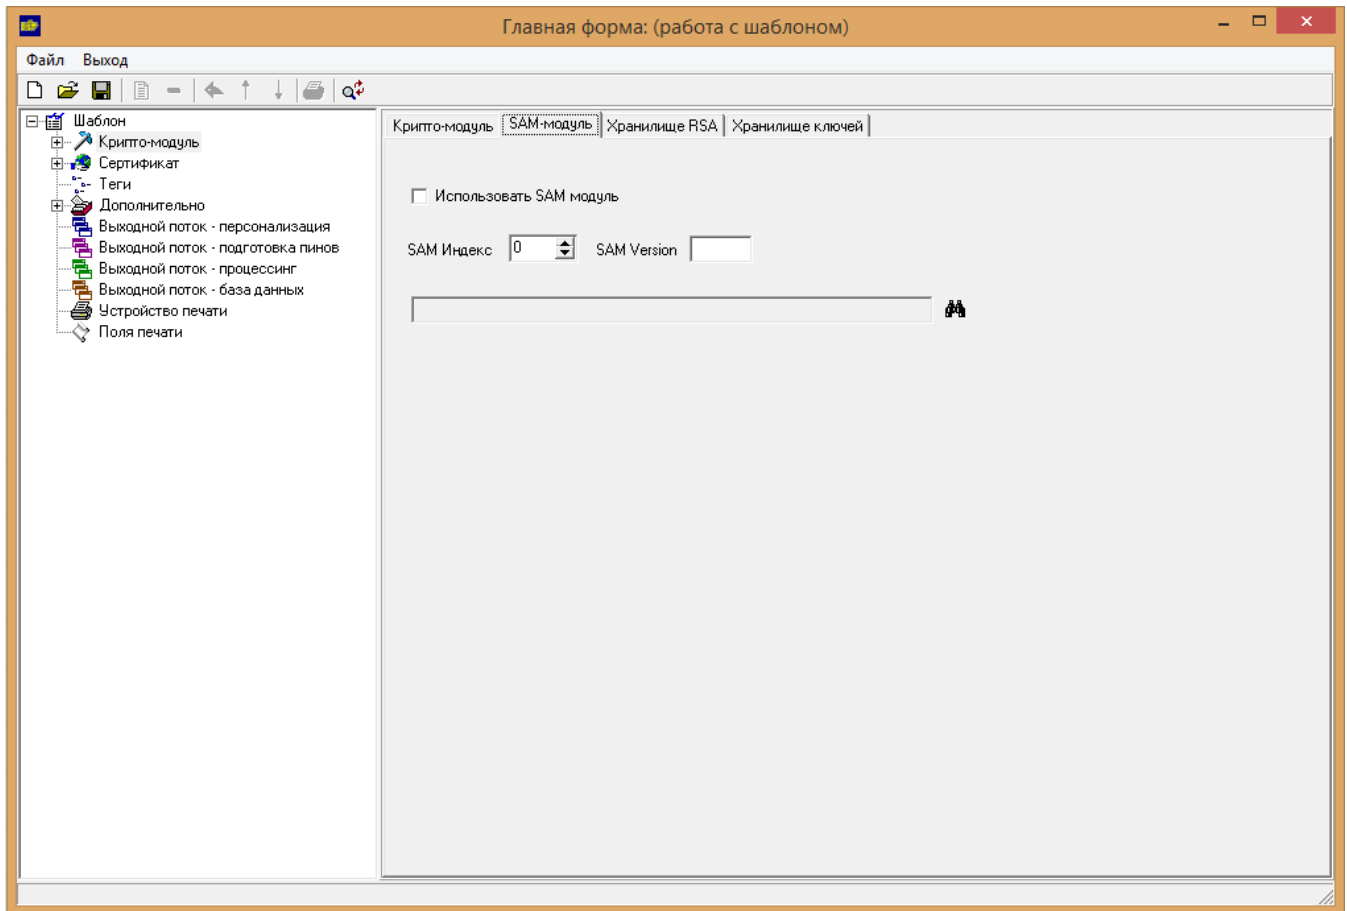 Главная форма: (работа с шаблоном)
Файл Выход
Шаблон
Крипто-модуль
Сертификат
Теги
Дополнительно
Выходной поток - персонализация
Выходной поток - подготовка пинов
Выходной поток - процессинг
Выходной поток - база данных
Устройство печати
Поля печати
Крипто-модуль SAM-модуль Хранилище RSA Хранилище ключей
Использовать SAM модуль
SAM Индекс 0 SAM Version